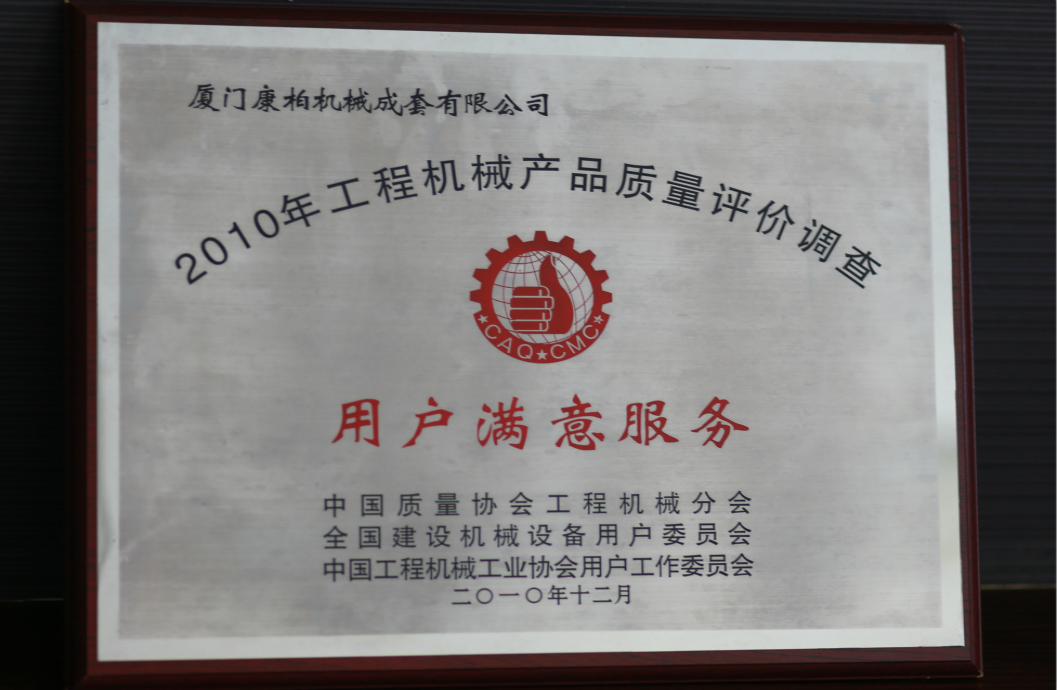 厦门康柏机械成套有限公司
2010年工程机械产品质量评价调查
★CAQ★CMC★
用户满意服务
中国质量协会工程机械分会
全国建设机械设备用户委员会
中国工程机械工业协会用户工作委员会
二〇一〇年十二月